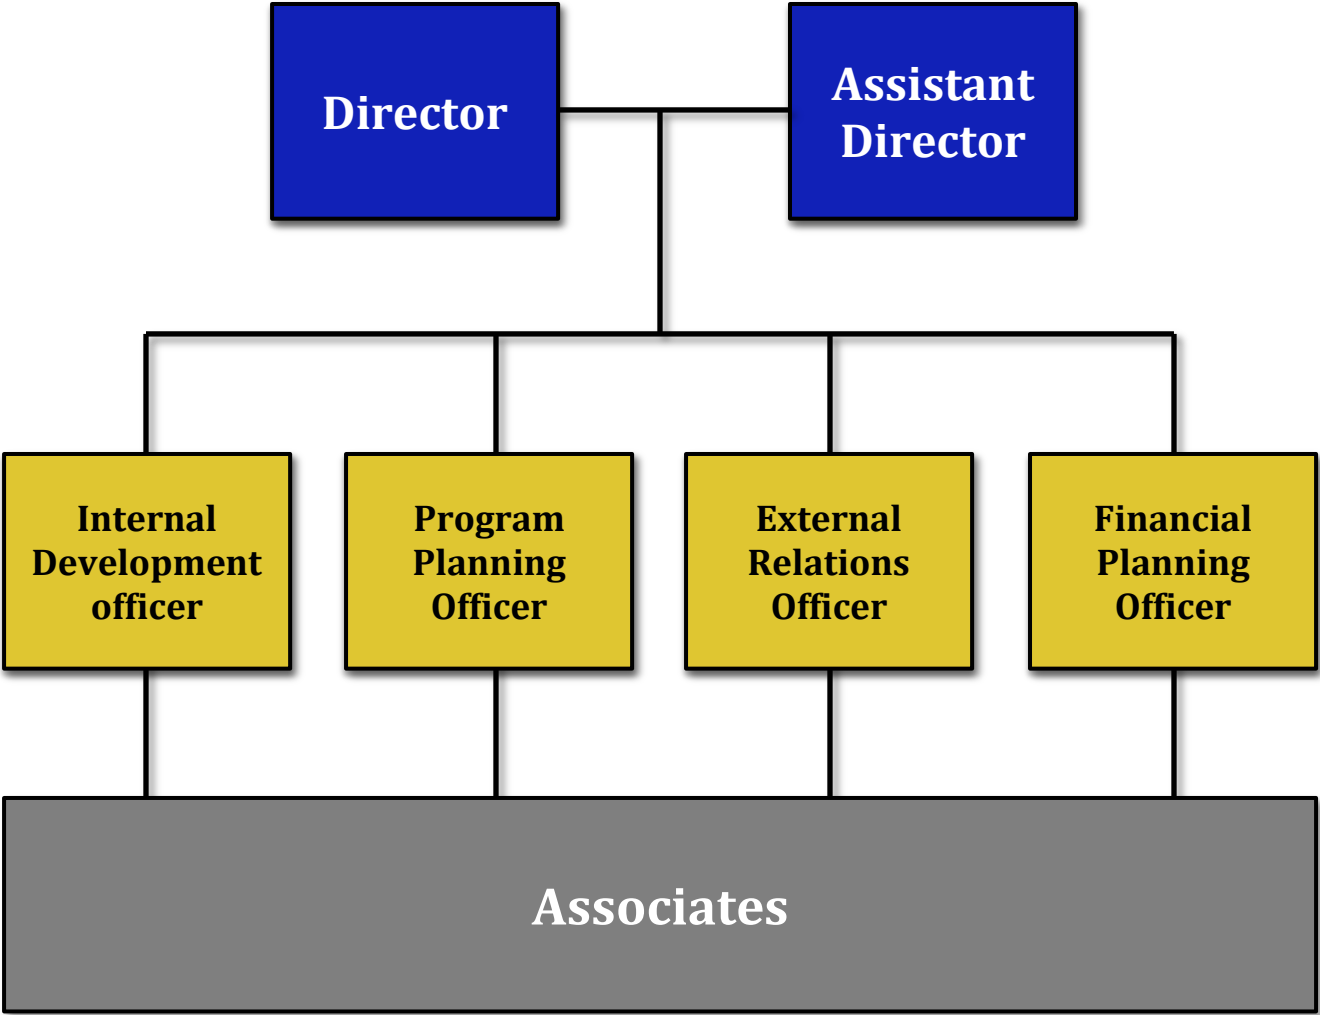 Director
Assistant
Director
Internal
Development
officer
Program
Planning
Officer
External
Relations
Officer
Financial
Planning
Officer
Associates